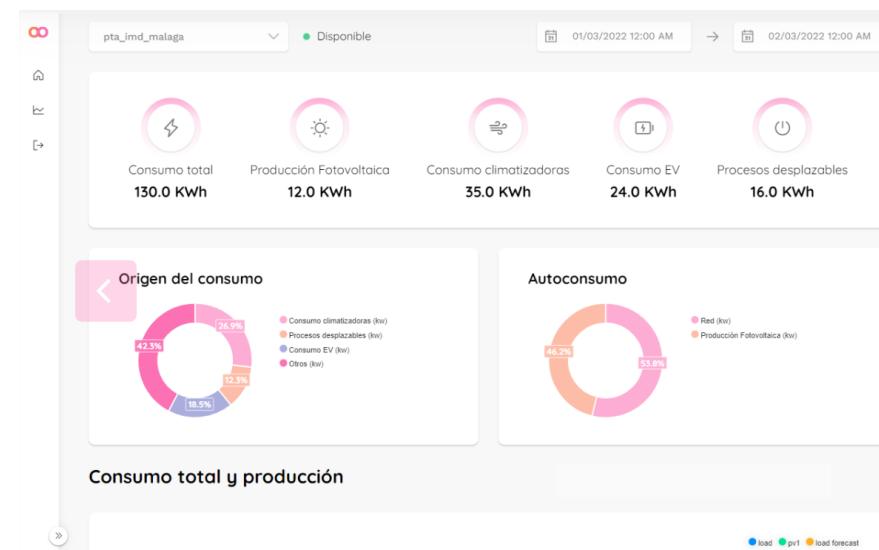 pta_imd_malaga
Disponible
01/03/2022 12:00 AM
02/03/2022 12:00 AM
Consumo total
130.0 KWh
Producción Fotovoltaica
12.0 KWh
Consumo climatizadoras
35.0 KWh
Consumo EV
24.0 KWh
Procesos desplazables
16.0 KWh
Origen del consumo
26.9%
42.3%
12.3%
18.5%
Consumo climatizadoras (kw)
Procesos desplazables (kw)
Consumo EV (kw)
Otros (kw)
Autoconsumo
46.2%
53.8%
Red (kw)
Producción Fotovoltaica (kw)
Consumo total y producción
load pv1 load forecast